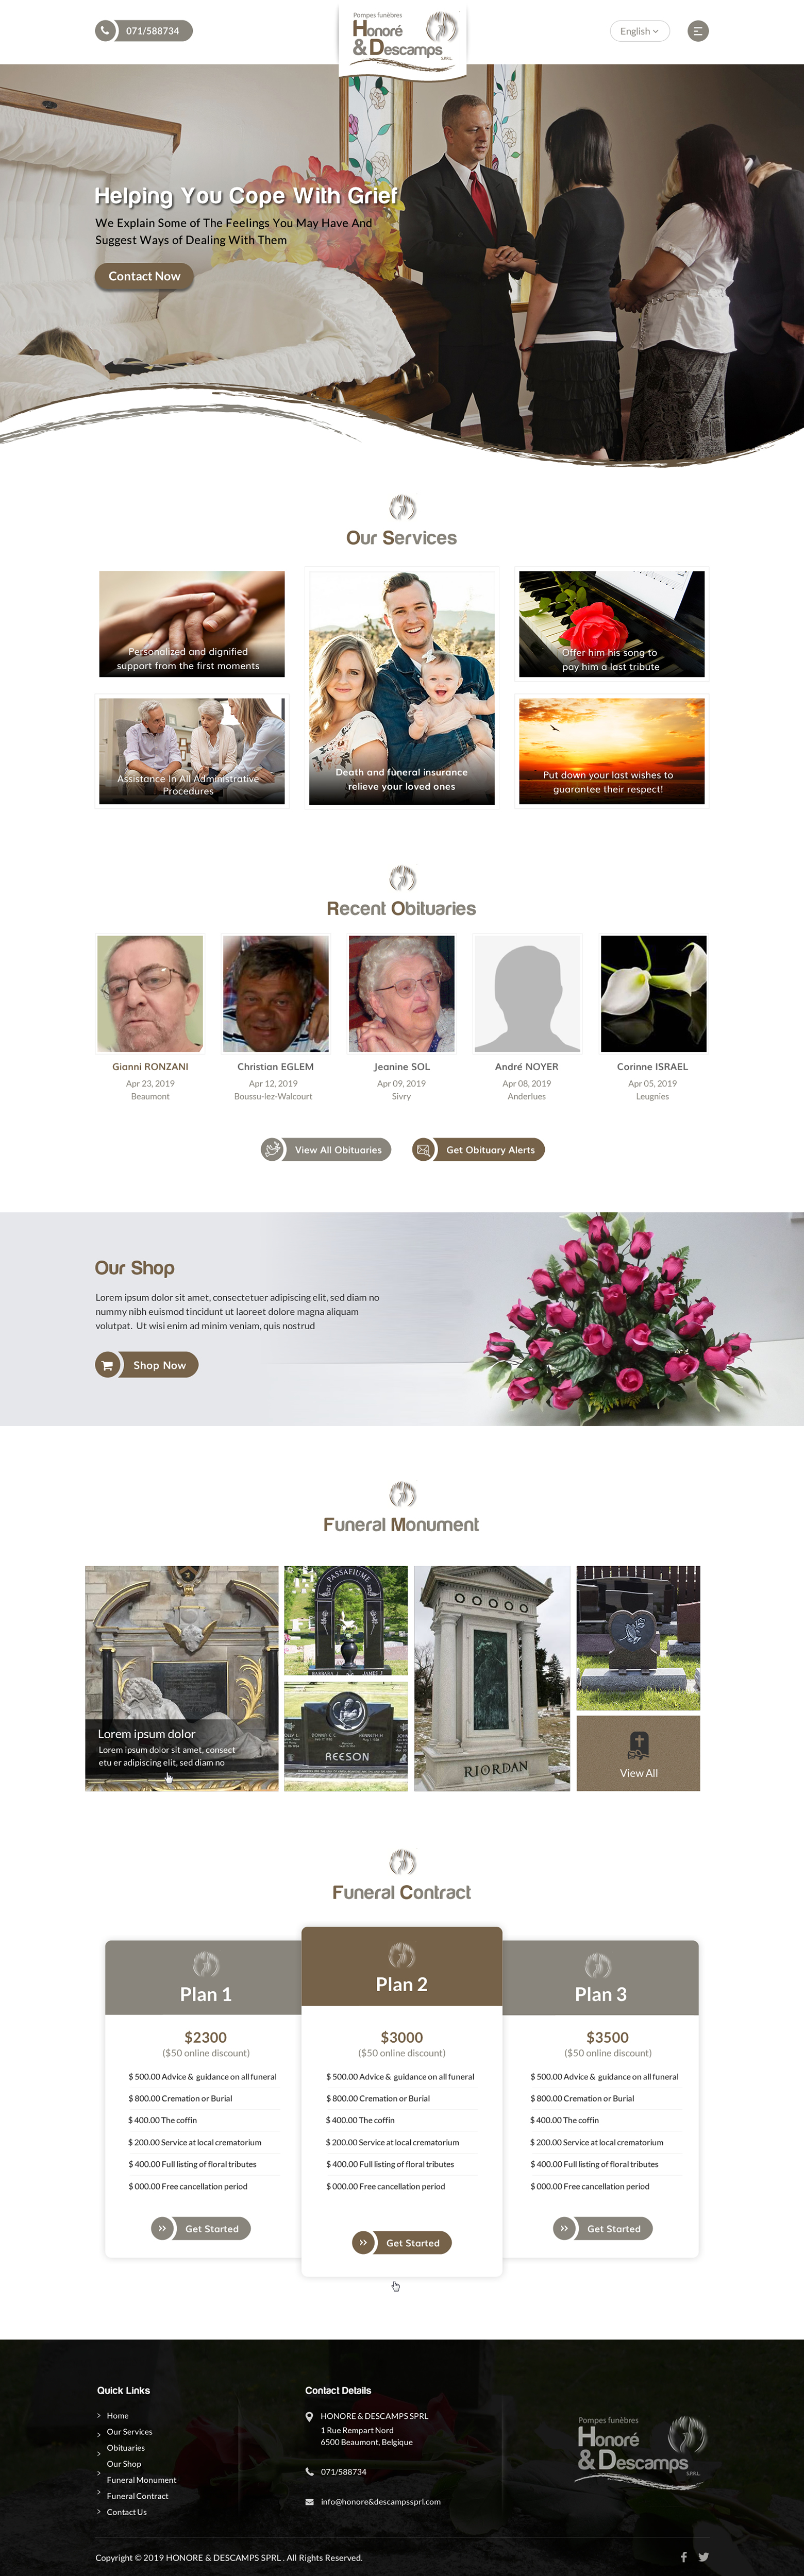 071/588734
Pompes funèbres
Honoré
& Descamps
SPRL.
English
Helping You Cope With Grief
We Explain Some of The Feelings You May Have And
Suggest Ways of Dealing With Them
Contact Now
Our Services
Personalized and dignified
support from the first moments
Assistance In All Administrative
Procedures
Death and funeral insurance
relieve your loved ones
Offer him his song to
pay him a last tribute
Put down your last wishes to
guarantee their respect!
Recent Obituaries
Gianni RONZANI
Apr 23, 2019
Beaumont
Christian EGLEM
Apr 12, 2019
Boussu-lez-Walcourt
Jeanine SOL
Apr 09, 2019
Sivry
André NOYER
Apr 08, 2019
Anderlues
Corinne ISRAEL
Apr 05, 2019
Leugnies
View All Obituaries
Get Obituary Alerts
Our Shop
Lorem ipsum dolor sit amet, consectetuer adipiscing elit, sed diam no
nummy nibh euismod tincidunt ut laoreet dolore magna aliquam
volutpat. Ut wisi enim ad minim veniam, quis nostrud
Shop Now
Funeral Monument
Lorem ipsum dolor
Lorem ipsum dolor sit amet, consect
etu er adipiscing elit, sed diam no
PASSAFIUME
BARBARA J.
JAMES J.
DONNIE E. C.
KENNETH H.
REESON
RIORDAN
View All
Funeral Contract
Plan 1
$2300
($50 online discount)
$ 500.00 Advice & guidance on all funeral
$ 800.00 Cremation or Burial
$ 400.00 The coffin
$ 200.00 Service at local crematorium
$ 400.00 Full listing of floral tributes
$ 000.00 Free cancellation period
Get Started
Plan 2
$3000
($50 online discount)
$ 500.00 Advice & guidance on all funeral
$ 800.00 Cremation or Burial
$ 400.00 The coffin
$ 200.00 Service at local crematorium
$ 400.00 Full listing of floral tributes
$ 000.00 Free cancellation period
Get Started
Plan 3
$3500
($50 online discount)
$ 500.00 Advice & guidance on all funeral
$ 800.00 Cremation or Burial
$ 400.00 The coffin
$ 200.00 Service at local crematorium
$ 400.00 Full listing of floral tributes
$ 000.00 Free cancellation period
Get Started
Quick Links
Home
Our Services
Obituaries
Our Shop
Funeral Monument
Funeral Contract
Contact Us
Contact Details
HONORE & DESCAMPS SPRL
1 Rue Rempart Nord
6500 Beaumont, Belgique
071/588734
info@honore&descampssprl.com
Pompes funèbres
Honoré
& Descamps
SPRL.
Copyright © 2019 HONORE & DESCAMPS SPRL . All Rights Reserved.